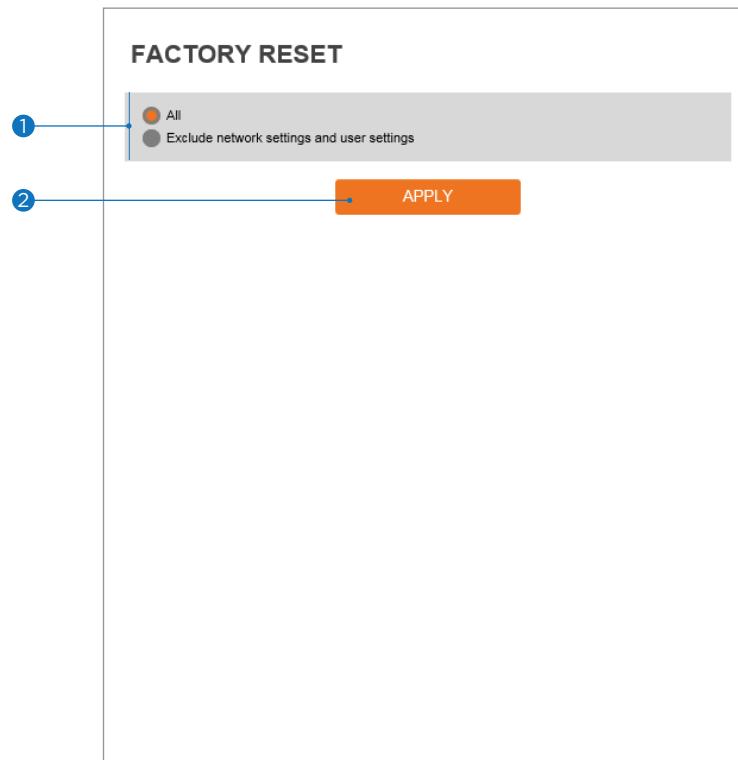 FACTORY RESET
1
All
Exclude network settings and user settings
2
APPLY